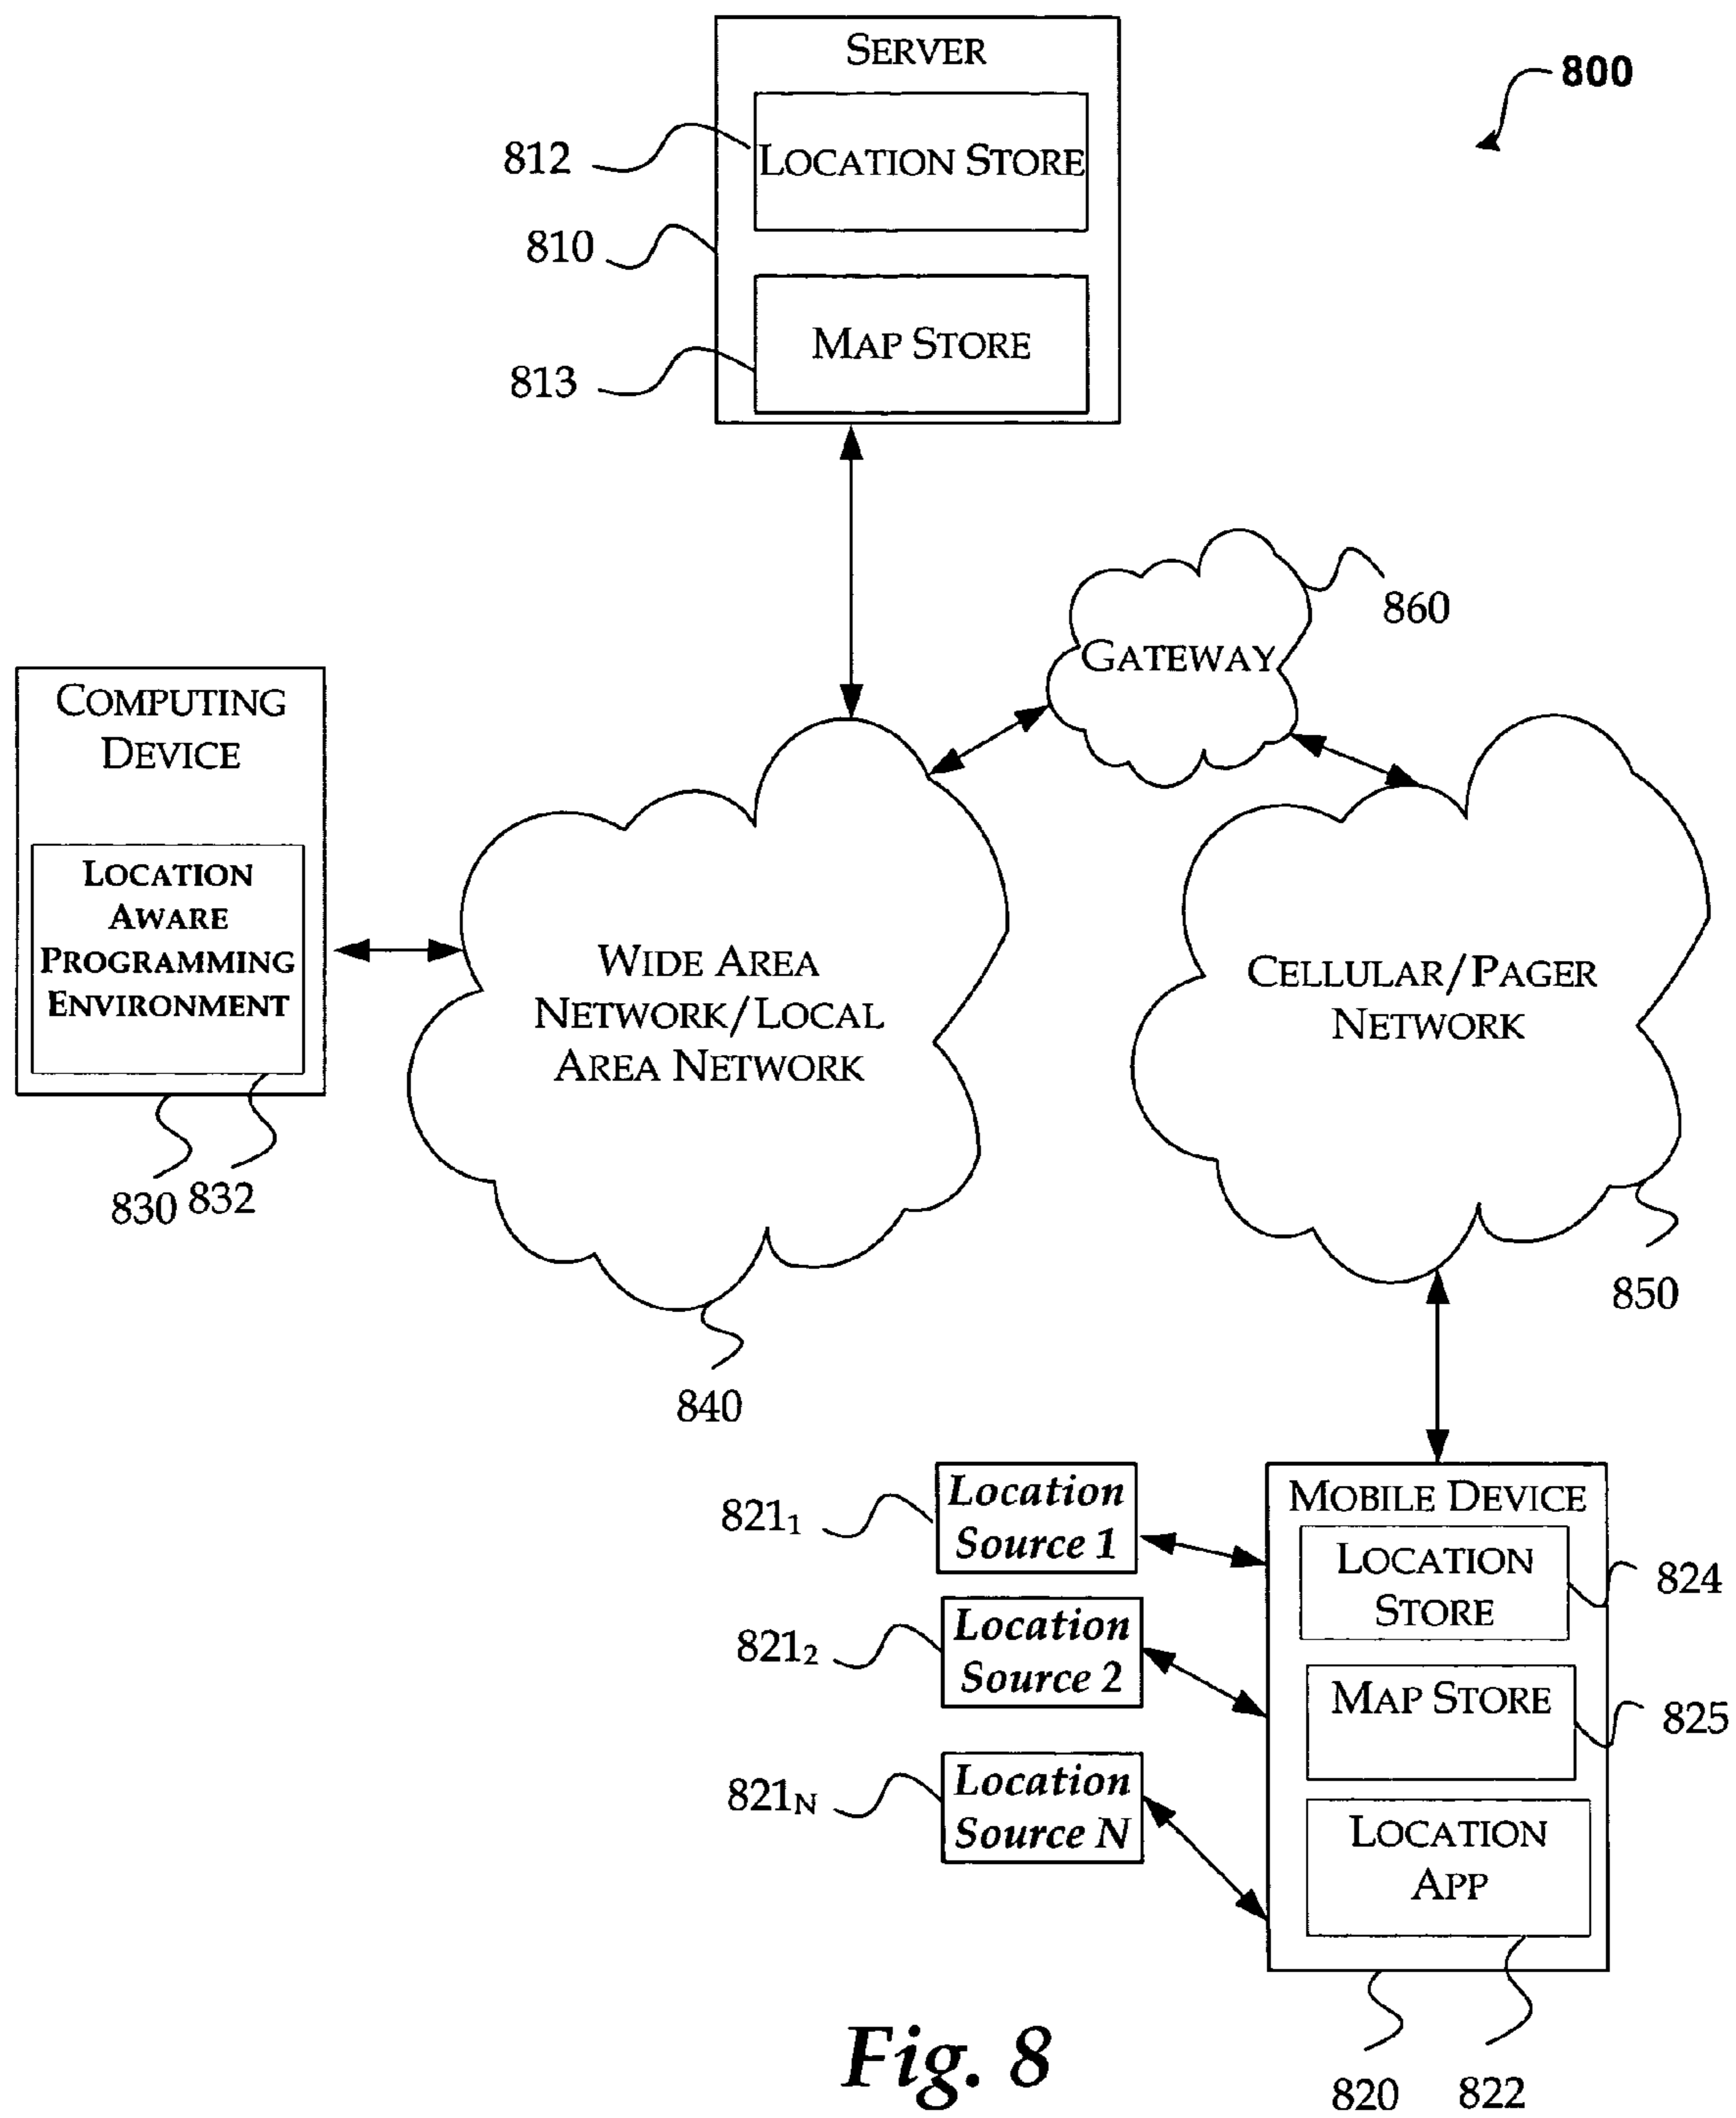 SERVER
800
812
LOCATION STORE
810
MAP STORE
813
860
GATEWAY
COMPUTING
DEVICE
LOCATION
AWARE
PROGRAMMING
ENVIRONMENT
WIDE AREA
NETWORK/LOCAL
AREA NETWORK
CELLULAR/PAGER
NETWORK
830
832
850
840
Location
Source 1
821₁
MOBILE DEVICE
LOCATION
STORE
824
Location
Source 2
821₂
MAP STORE
825
Location
Source N
821N
LOCATION
APP
Fig. 8
820
822